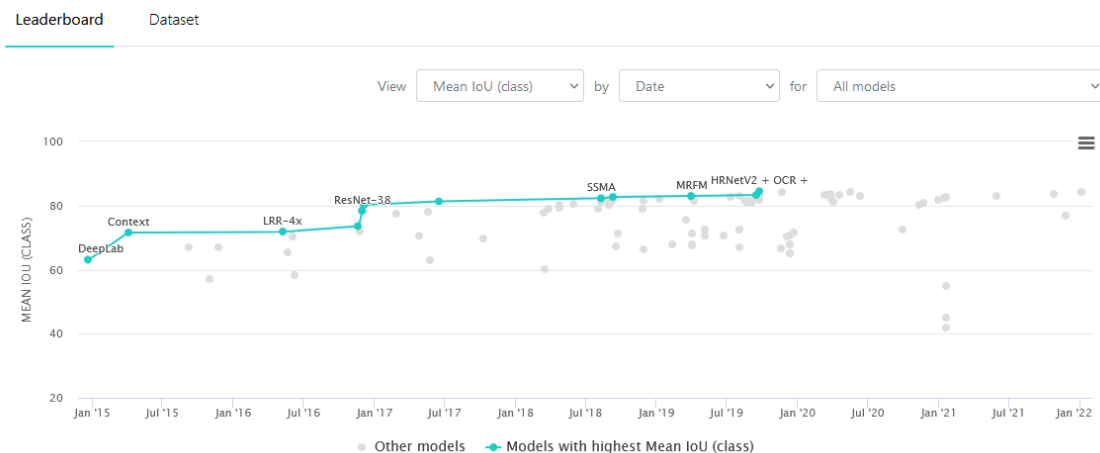 Leaderboard Dataset
View Mean IoU (class) by Date for All models
100
80
60
40
20
MEAN IOU (CLASS)
DeepLab
Context
LRR-4x
ResNet-38
SSMA
MRFM
HRNetV2 + OCR +
Jan '15 Jul '15 Jan '16 Jul '16 Jan '17 Jul '17 Jan '18 Jul '18 Jan '19 Jul '19 Jan '20 Jul '20 Jan '21 Jul '21 Jan '22
Other models Models with highest Mean IoU (class)